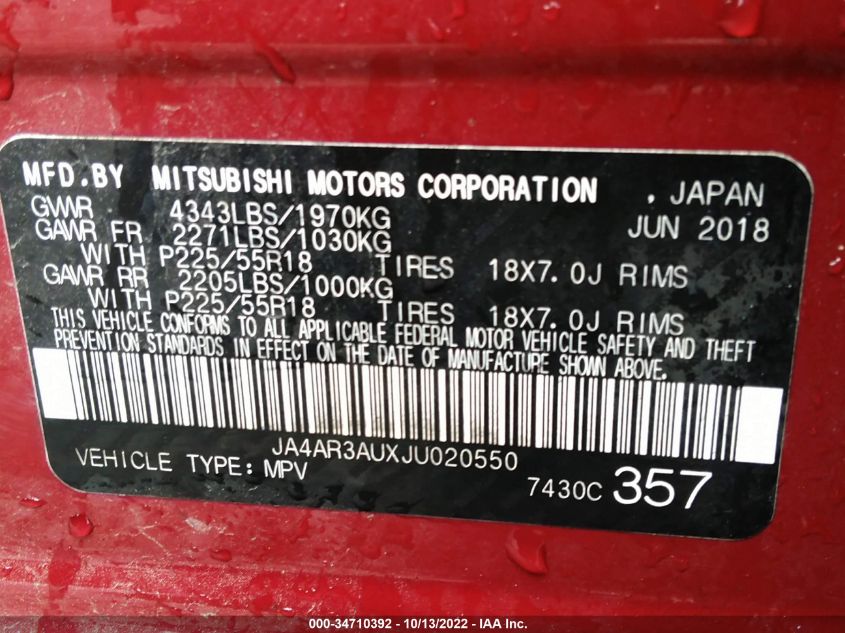 MFD.BY MITSUBISHI MOTORS CORPORATION , JAPAN
GVWR 4343LBS/1970KG JUN 2018
GAWR FR 2271LBS/1030KG
WITH P225/55R18 TIRES 18X7.0J RIMS
GAWR RR 2205LBS/1000KG
WITH P225/55R18 TIRES 18X7.0J RIMS
THIS VEHICLE CONFORMS TO ALL APPLICABLE FEDERAL MOTOR VEHICLE SAFETY AND THEFT
PREVENTION STANDARDS IN EFFECT ON THE DATE OF MANUFACTURE SHOWN ABOVE.
JA4AR3AUXJU020550
VEHICLE TYPE: MPV 7430C 357
000-34710392 - 10/13/2022 - IAA Inc.